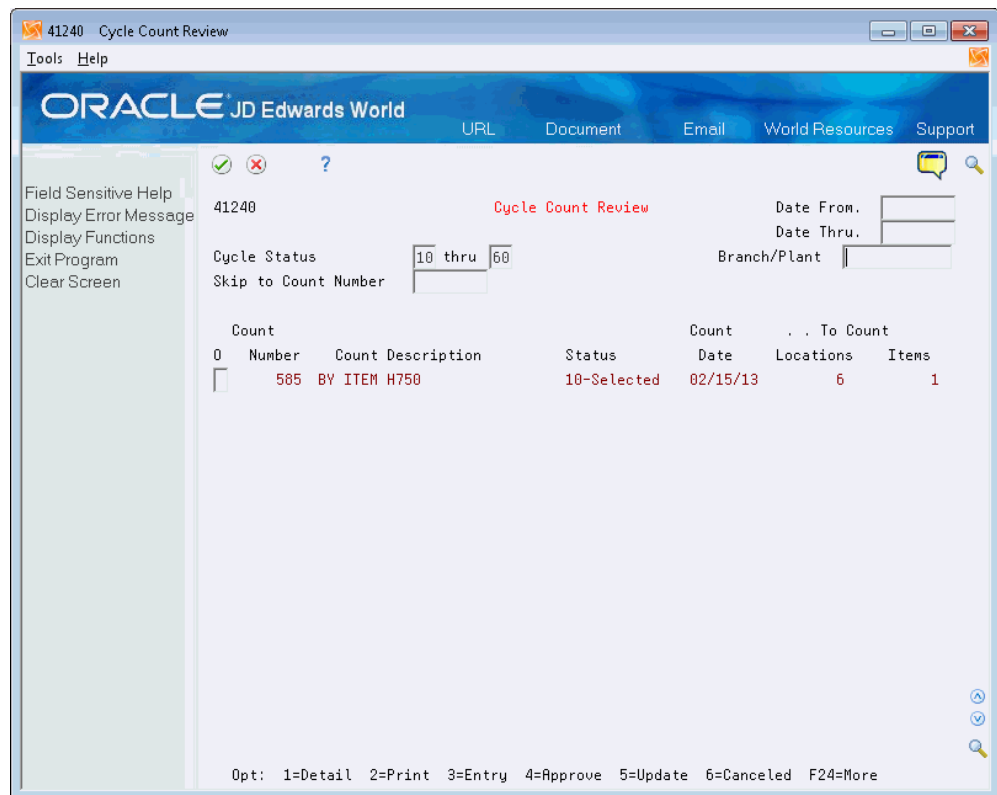 41240 Cycle Count Review
Tools Help
ORACLE JD Edwards World
URL Document Email World Resources Support
Field Sensitive Help
Display Error Message
Display Functions
Exit Program
Clear Screen
?
41240 Cycle Count Review Date From.
Date Thru.
Cycle Status 10 thru 60 Branch/Plant
Skip to Count Number
Count Count . . To Count
O Number Count Description Status Date Locations Items
585 BY ITEM H750 10-Selected 02/15/13 6 1
Opt: 1=Detail 2=Print 3=Entry 4=Approve 5=Update 6=Canceled F24=More